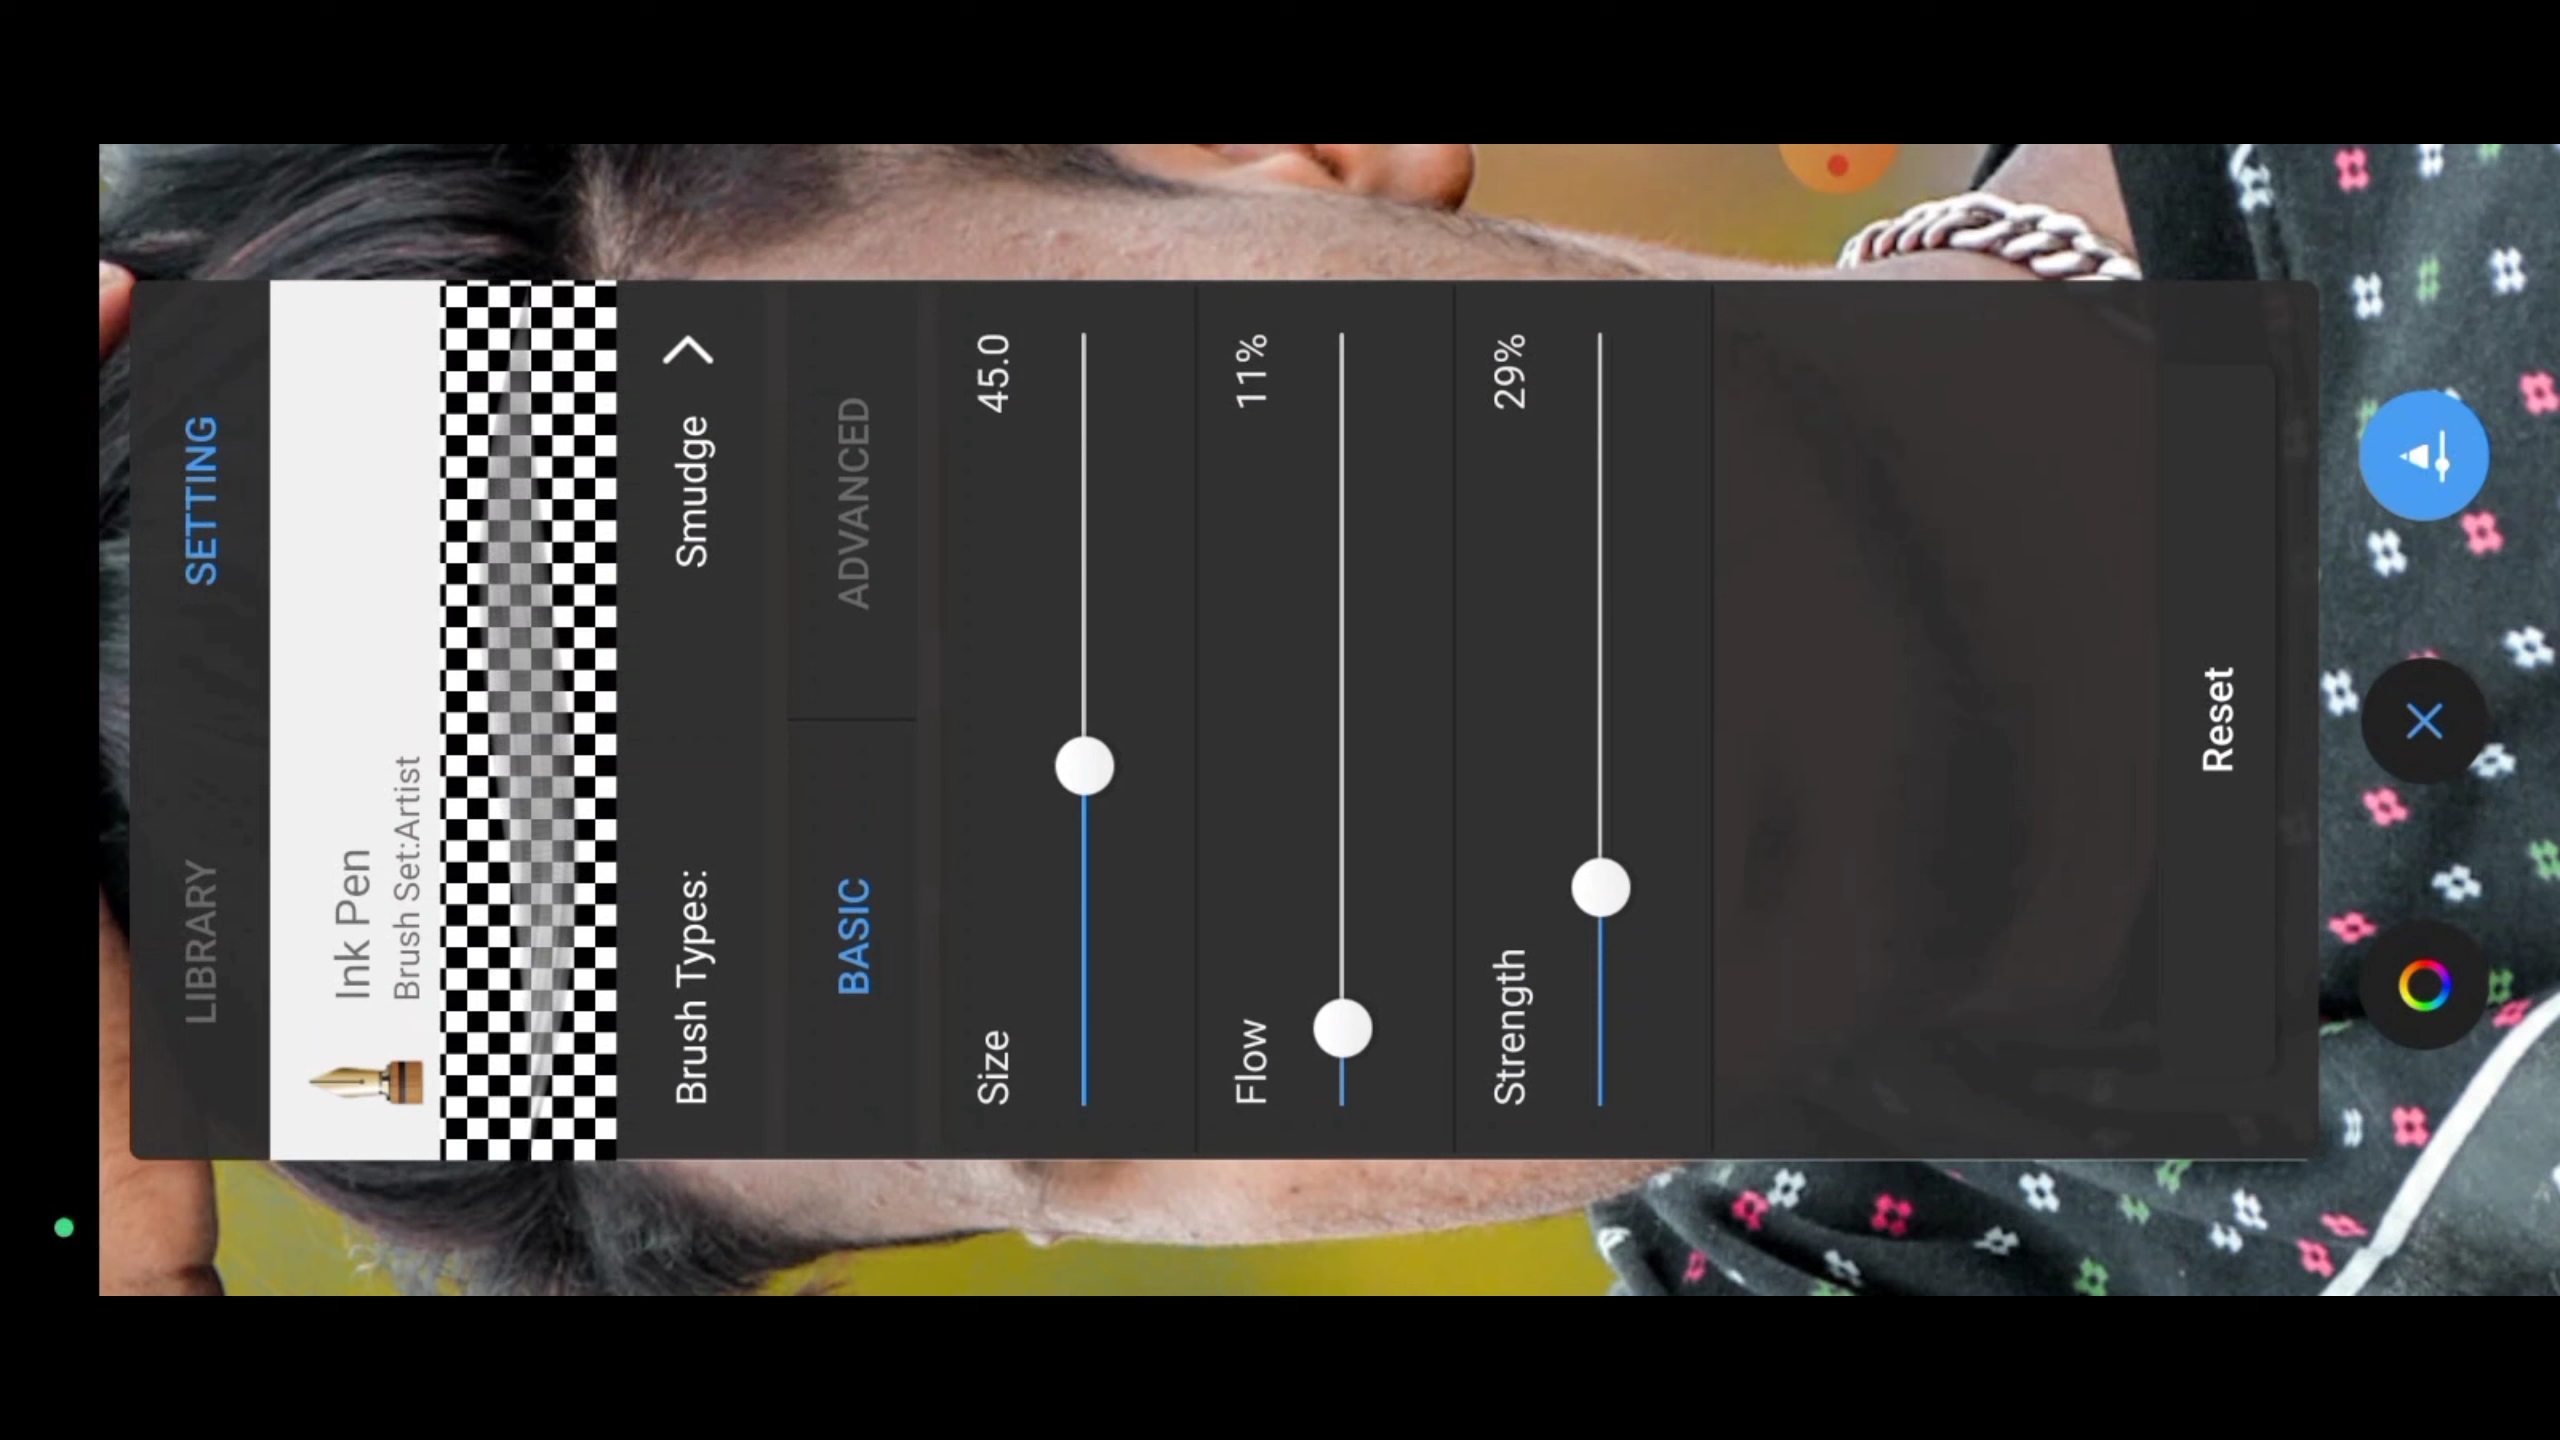 LIBRARY SETTING
Ink Pen
Brush Set:Artist
Brush Types: Smudge
BASIC ADVANCED
Size 45.0
Flow 11%
Strength 29%
Reset